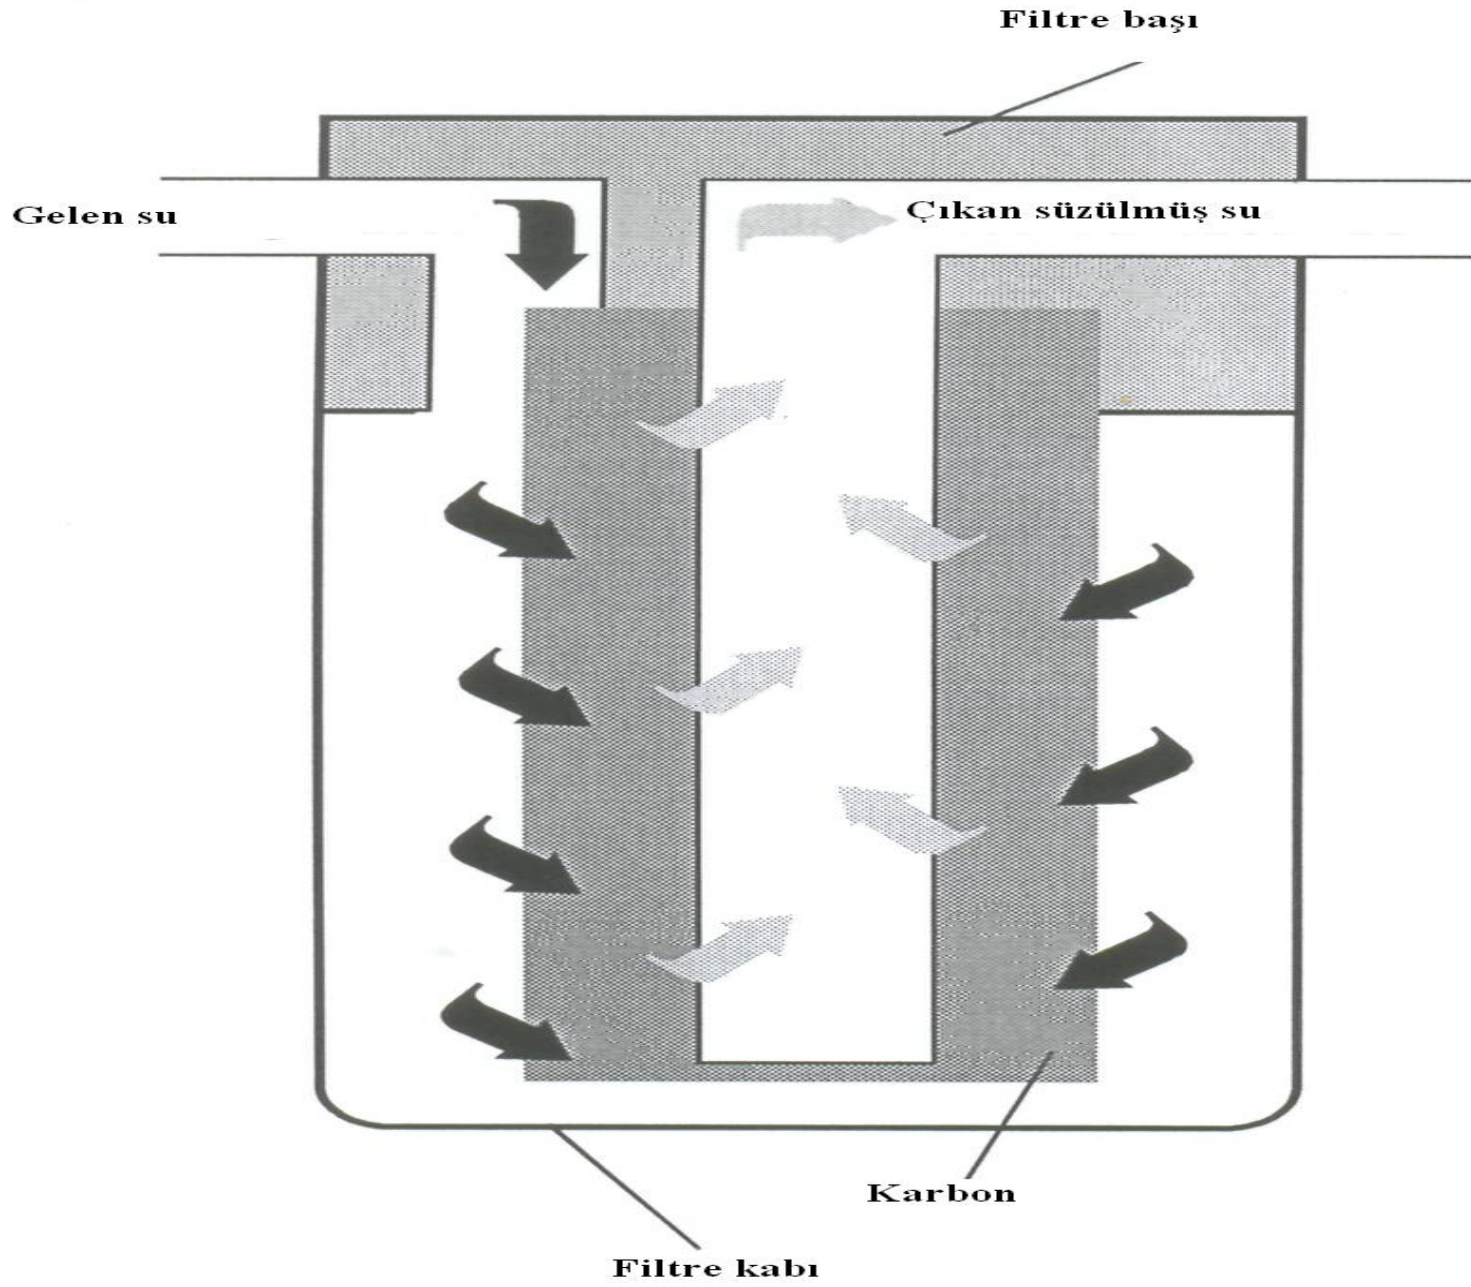 Filtre başı
Gelen su
Çıkan süzülmüş su
Karbon
Filtre kabı